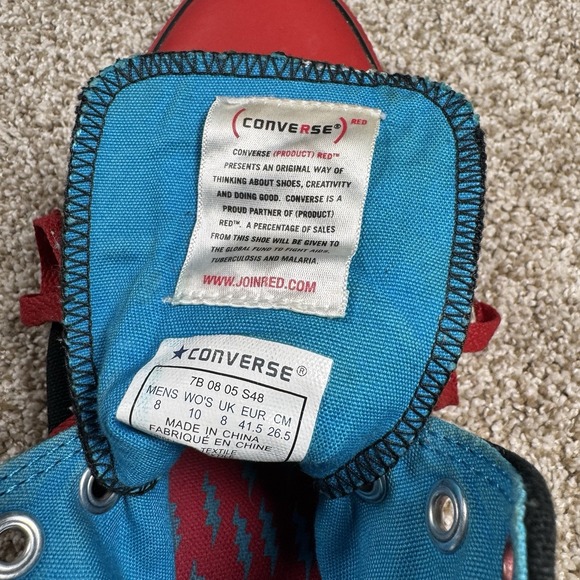 (CONVERSE®) RED
CONVERSE (PRODUCT) RED™
PRESENTS AN ORIGINAL WAY OF
THINKING ABOUT SHOES, CREATIVITY
AND DOING GOOD. CONVERSE IS A
PROUD PARTNER OF (PRODUCT)
RED™. A PERCENTAGE OF SALES
FROM THIS SHOE WILL BE GIVEN TO
THE GLOBAL FUND TO FIGHT AIDS,
TUBERCULOSIS AND MALARIA.
WWW.JOINRED.COM
★CONVERSE®
7B 08 05 S48
MENS WO'S UK EUR CM
8 10 8 41.5 26.5
MADE IN CHINA
FABRIQUÉ EN CHINE
TEXTILE